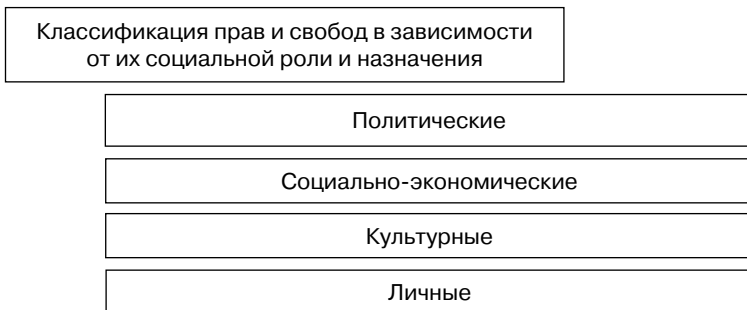 Классификация прав и свобод в зависимости
от их социальной роли и назначения
Политические
Социально-экономические
Культурные
Личные